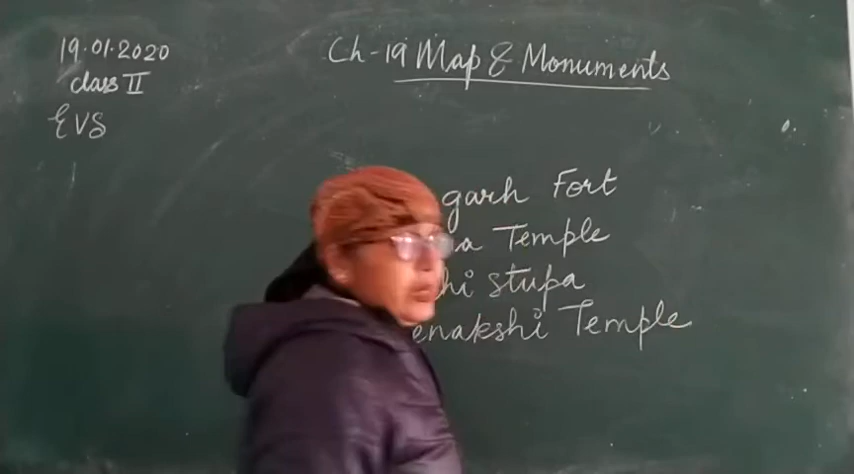 19.01.2020
Ch-19 Map & Monuments
class II
EVS
garh Fort
a Temple
hi stupa
enakshi Temple